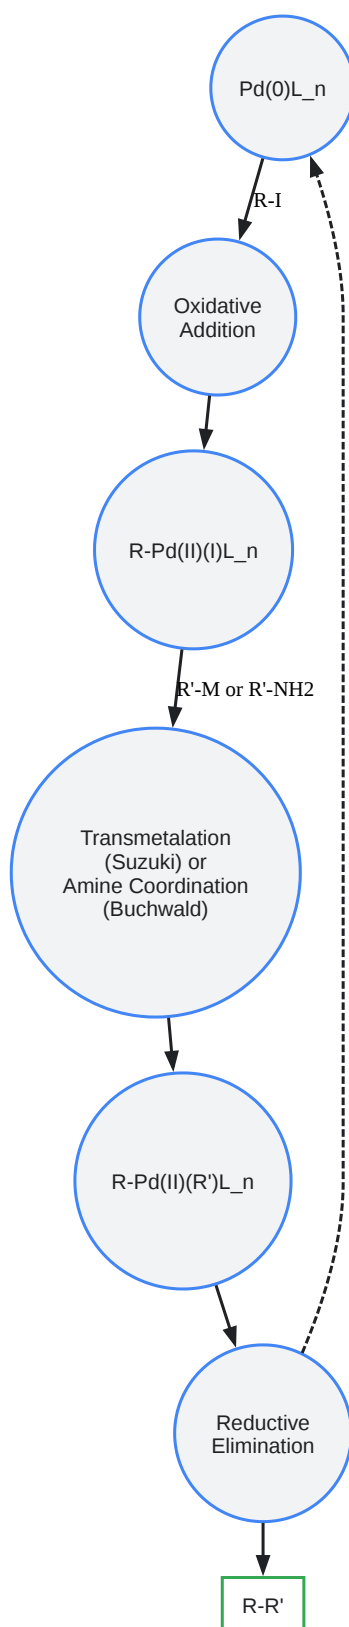 Pd(0)L_n
R-I
Oxidative
Addition
R-Pd(II)(I)L_n
R'-M or R'-NH2
Transmetalation
(Suzuki) or
Amine Coordination
(Buchwald)
R-Pd(II)(R')L_n
Reductive
Elimination
R-R'